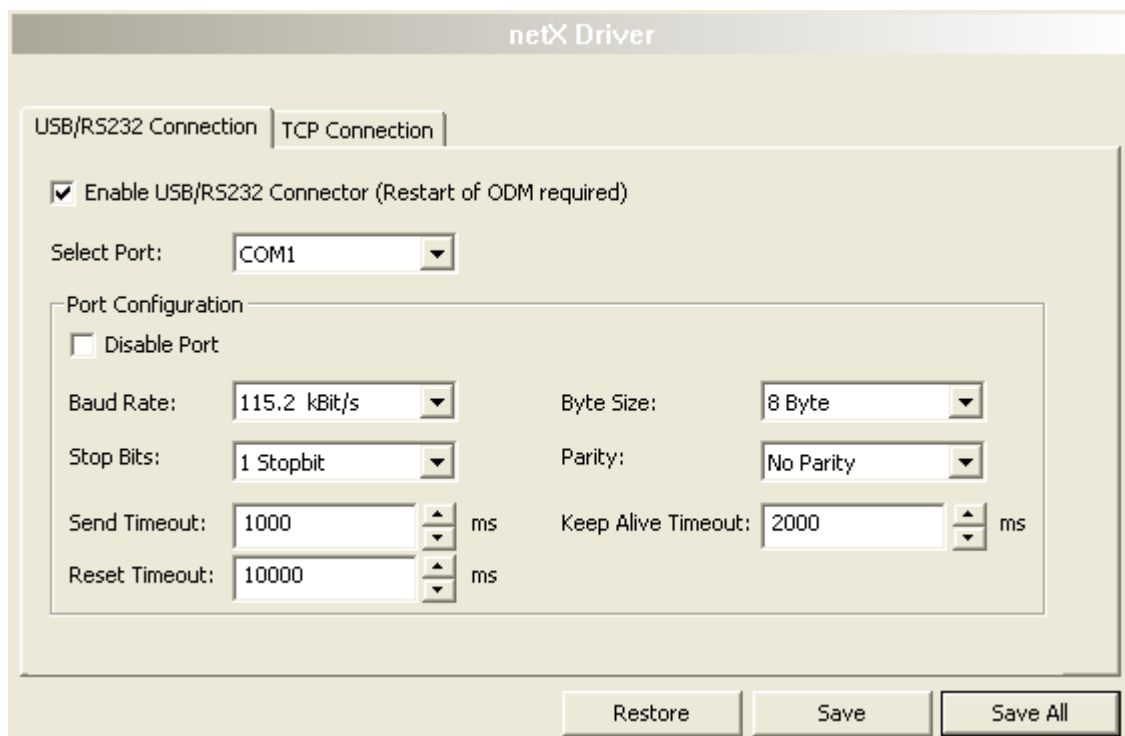 netX Driver
USB/RS232 Connection TCP Connection
Enable USB/RS232 Connector (Restart of ODM required)
Select Port: COM1
Port Configuration
Disable Port
Baud Rate: 115.2 kBit/s Byte Size: 8 Byte
Stop Bits: 1 Stopbit Parity: No Parity
Send Timeout: 1000 ms Keep Alive Timeout: 2000 ms
Reset Timeout: 10000 ms
Restore Save Save All